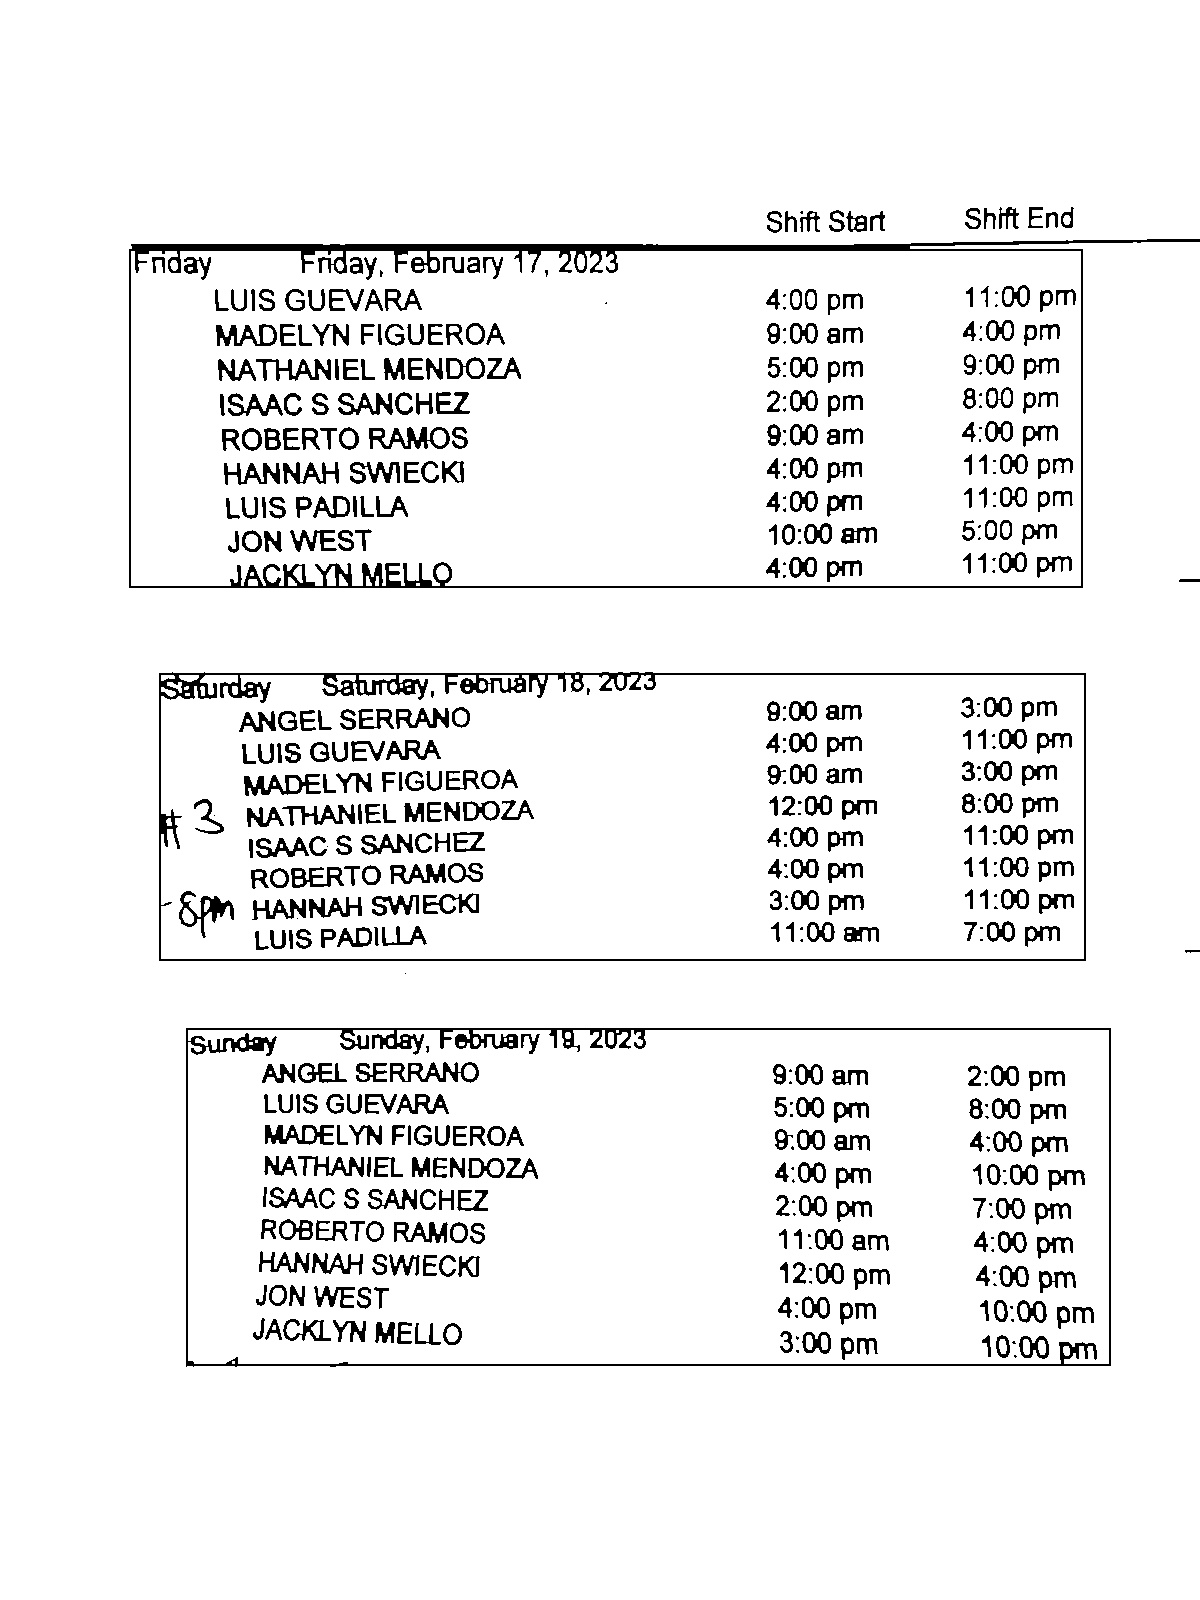 Shift Start Shift End
Friday Friday, February 17, 2023
LUIS GUEVARA 4:00 pm 11:00 pm
MADELYN FIGUEROA 9:00 am 4:00 pm
NATHANIEL MENDOZA 5:00 pm 9:00 pm
ISAAC S SANCHEZ 2:00 pm 8:00 pm
ROBERTO RAMOS 9:00 am 4:00 pm
HANNAH SWIECKI 4:00 pm 11:00 pm
LUIS PADILLA 4:00 pm 11:00 pm
JON WEST 10:00 am 5:00 pm
JACKLYN MELLO 4:00 pm 11:00 pm
Saturday Saturday, February 18, 2023
ANGEL SERRANO 9:00 am 3:00 pm
LUIS GUEVARA 4:00 pm 11:00 pm
MADELYN FIGUEROA 9:00 am 3:00 pm
# 3 NATHANIEL MENDOZA 12:00 pm 8:00 pm
ISAAC S SANCHEZ 4:00 pm 11:00 pm
ROBERTO RAMOS 4:00 pm 11:00 pm
-8pm HANNAH SWIECKI 3:00 pm 11:00 pm
LUIS PADILLA 11:00 am 7:00 pm
Sunday Sunday, February 19, 2023
ANGEL SERRANO 9:00 am 2:00 pm
LUIS GUEVARA 5:00 pm 8:00 pm
MADELYN FIGUEROA 9:00 am 4:00 pm
NATHANIEL MENDOZA 4:00 pm 10:00 pm
ISAAC S SANCHEZ 2:00 pm 7:00 pm
ROBERTO RAMOS 11:00 am 4:00 pm
HANNAH SWIECKI 12:00 pm 4:00 pm
JON WEST 4:00 pm 10:00 pm
JACKLYN MELLO 3:00 pm 10:00 pm